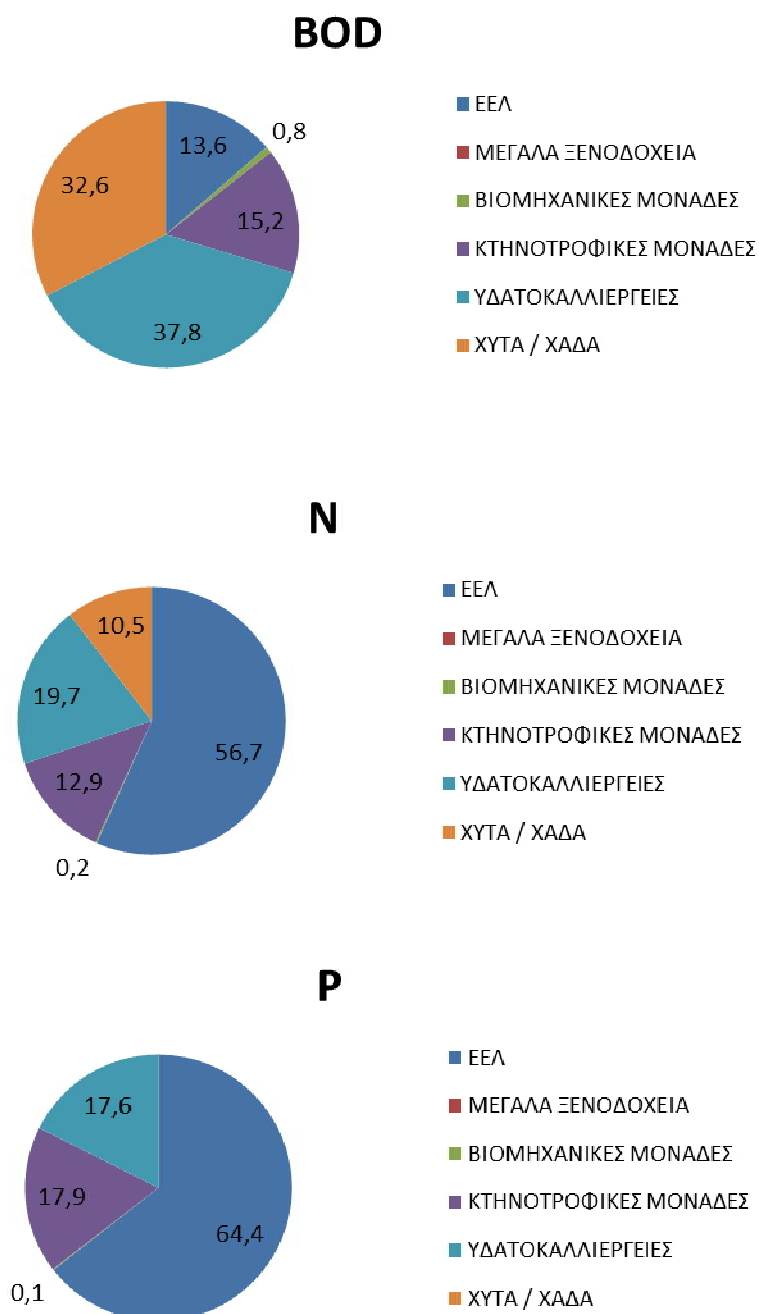 BOD
13,6
0,8
15,2
37,8
32,6
ΕΕΛ
ΜΕΓΑΛΑ ΞΕΝΟΔΟΧΕΙΑ
ΒΙΟΜΗΧΑΝΙΚΕΣ ΜΟΝΑΔΕΣ
ΚΤΗΝΟΤΡΟΦΙΚΕΣ ΜΟΝΑΔΕΣ
ΥΔΑΤΟΚΑΛΛΙΕΡΓΕΙΕΣ
ΧΥΤΑ / ΧΑΔΑ
N
10,5
19,7
56,7
12,9
0,2
ΕΕΛ
ΜΕΓΑΛΑ ΞΕΝΟΔΟΧΕΙΑ
ΒΙΟΜΗΧΑΝΙΚΕΣ ΜΟΝΑΔΕΣ
ΚΤΗΝΟΤΡΟΦΙΚΕΣ ΜΟΝΑΔΕΣ
ΥΔΑΤΟΚΑΛΛΙΕΡΓΕΙΕΣ
ΧΥΤΑ / ΧΑΔΑ
P
17,6
17,9
64,4
0,1
ΕΕΛ
ΜΕΓΑΛΑ ΞΕΝΟΔΟΧΕΙΑ
ΒΙΟΜΗΧΑΝΙΚΕΣ ΜΟΝΑΔΕΣ
ΚΤΗΝΟΤΡΟΦΙΚΕΣ ΜΟΝΑΔΕΣ
ΥΔΑΤΟΚΑΛΛΙΕΡΓΕΙΕΣ
ΧΥΤΑ / ΧΑΔΑ